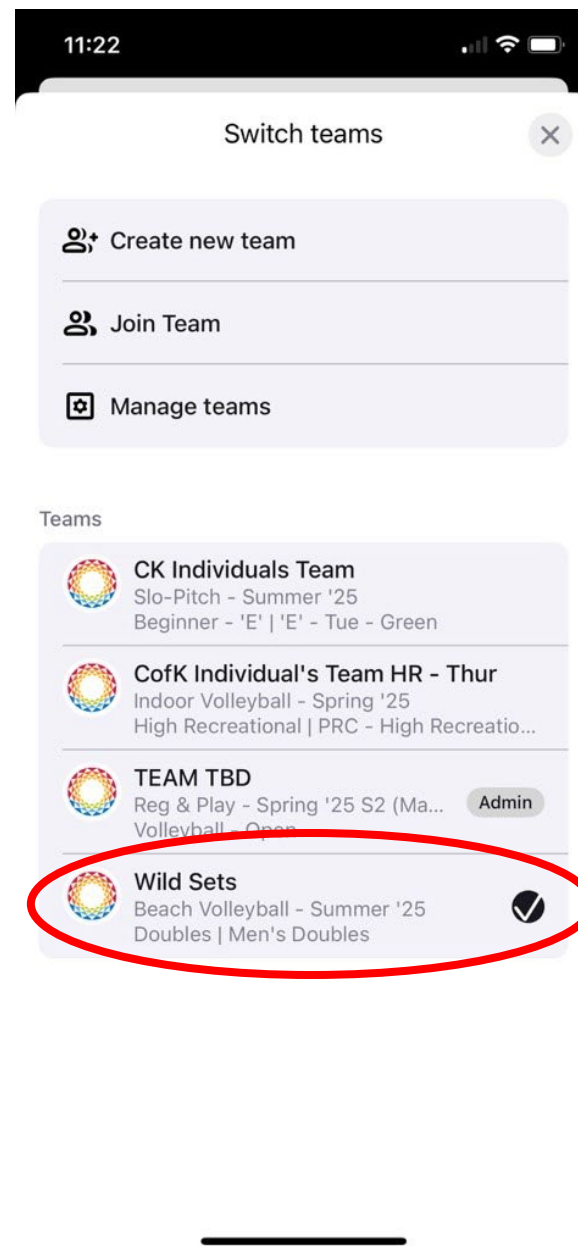 11:22
Switch teams
Create new team
Join Team
Manage teams
Teams
CK Individuals Team
Slo-Pitch - Summer '25
Beginner - 'E' | 'E' - Tue - Green
CofK Individual's Team HR - Thur
Indoor Volleyball - Spring '25
High Recreational | PRC - High Recreatio...
TEAM TBD
Reg & Play - Spring '25 S2 (Ma...
Admin
Volleyball - Open
Wild Sets
Beach Volleyball - Summer '25
Doubles | Men's Doubles